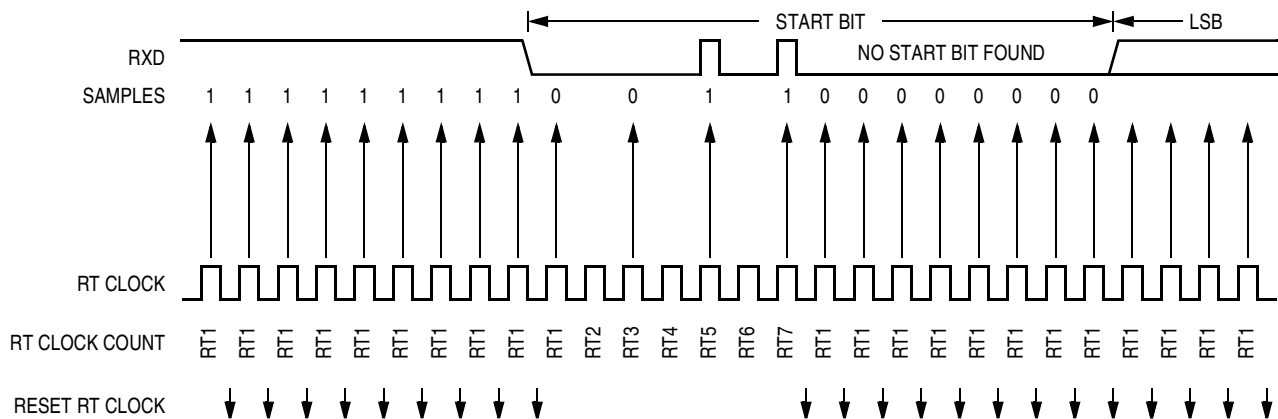 START BIT LSB
RXD NO START BIT FOUND
SAMPLES 1 1 1 1 1 1 1 1 1 0 0 1 1 0 0 0 0 0 0 0 0
RT CLOCK
RT CLOCK COUNT RT1 RT1 RT1 RT1 RT1 RT1 RT1 RT1 RT1 RT1 RT2 RT3 RT4 RT5 RT6 RT7 RT1 RT1 RT1 RT1 RT1 RT1 RT1 RT1 RT1 RT1 RT1 RT1
RESET RT CLOCK